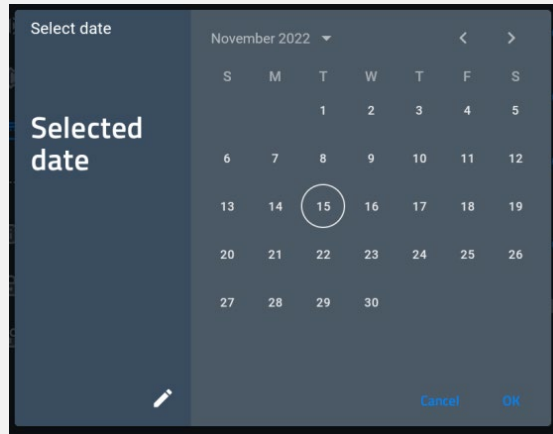 Select date
Selected
date
November 2022
S M T W T F S
1 2 3 4 5
6 7 8 9 10 11 12
13 14 15 16 17 18 19
20 21 22 23 24 25 26
27 28 29 30
Cancel OK